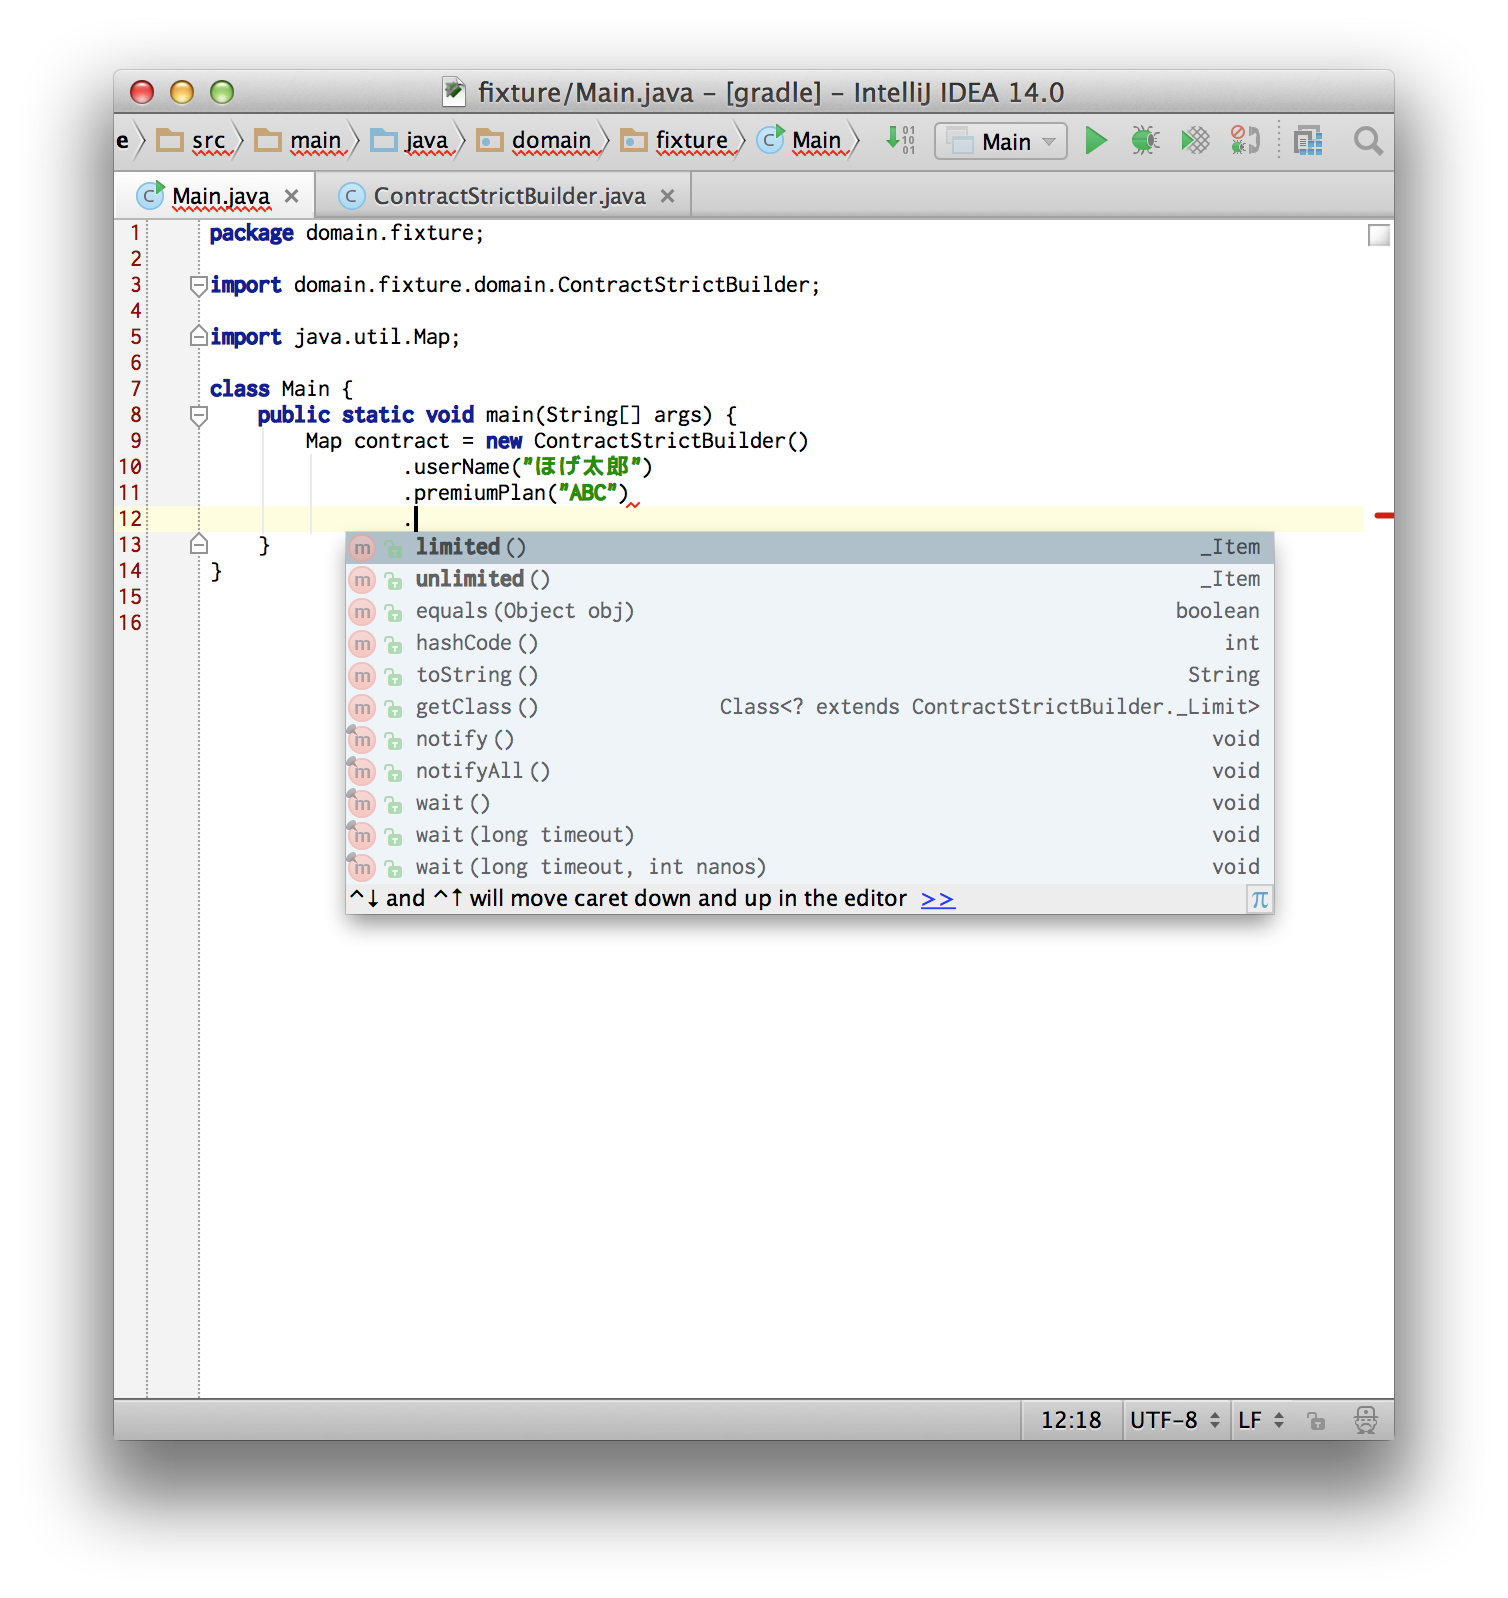 fixture/Main.java – [gradle] – IntelliJ IDEA 14.0
e src main java domain fixture C Main 01 10 01 Main
C Main.java × C ContractStrictBuilder.java ×
1 package domain.fixture;
2
3 import domain.fixture.domain.ContractStrictBuilder;
4
5 import java.util.Map;
6
7 class Main {
8 public static void main(String[] args) {
9 Map contract = new ContractStrictBuilder()
10 .userName("ほげ太郎")
11 .premiumPlan("ABC")
12 .
13 }
14 }
15
16
m limited() _Item
m unlimited() _Item
m equals(Object obj) boolean
m hashCode() int
m toString() String
m getClass() Class<? extends ContractStrictBuilder._Limit>
m notify() void
m notifyAll() void
m wait() void
m wait(long timeout) void
m wait(long timeout, int nanos) void
^↓ and ^↑ will move caret down and up in the editor >> π
12:18 UTF-8 LF